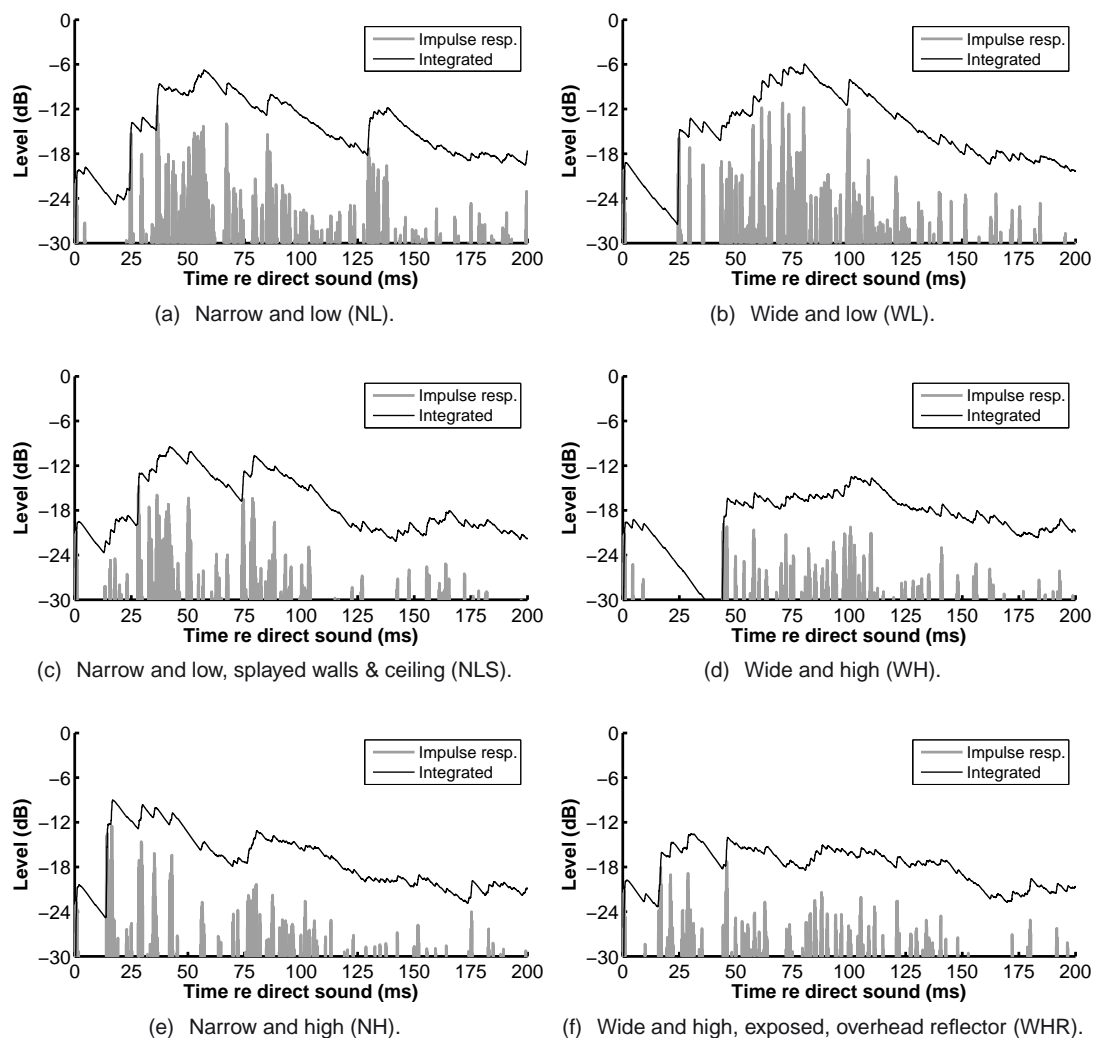 0
−6
−12
−18
−24
−30
Level (dB)
Impulse resp.
Integrated
0 25 50 75 100 125 150 175 200
Time re direct sound (ms)
(a) Narrow and low (NL).
0
−6
−12
−18
−24
−30
Level (dB)
Impulse resp.
Integrated
0 25 50 75 100 125 150 175 200
Time re direct sound (ms)
(b) Wide and low (WL).
0
−6
−12
−18
−24
−30
Level (dB)
Impulse resp.
Integrated
0 25 50 75 100 125 150 175 200
Time re direct sound (ms)
(c) Narrow and low, splayed walls & ceiling (NLS).
0
−6
−12
−18
−24
−30
Level (dB)
Impulse resp.
Integrated
0 25 50 75 100 125 150 175 200
Time re direct sound (ms)
(d) Wide and high (WH).
0
−6
−12
−18
−24
−30
Level (dB)
Impulse resp.
Integrated
0 25 50 75 100 125 150 175 200
Time re direct sound (ms)
(e) Narrow and high (NH).
0
−6
−12
−18
−24
−30
Level (dB)
Impulse resp.
Integrated
0 25 50 75 100 125 150 175 200
Time re direct sound (ms)
(f) Wide and high, exposed, overhead reflector (WHR).